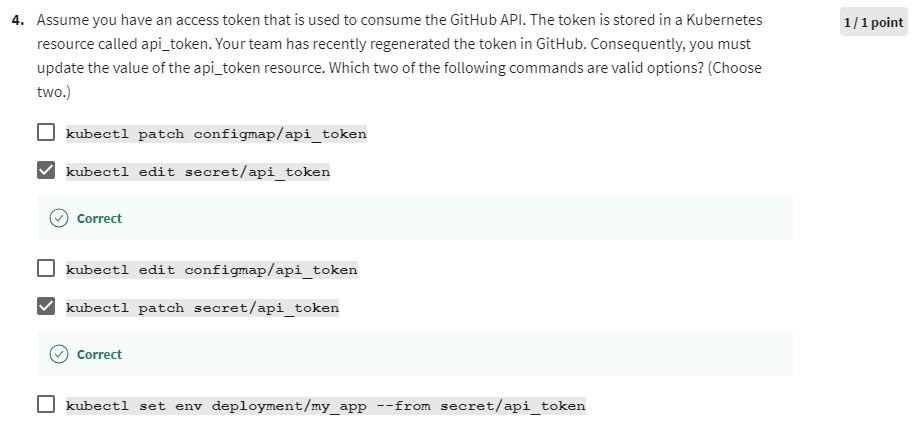 4. Assume you have an access token that is used to consume the GitHub API. The token is stored in a Kubernetes
1 / 1 point
resource called api_token. Your team has recently regenerated the token in GitHub. Consequently, you must
update the value of the api_token resource. Which two of the following commands are valid options? (Choose
two.)
kubectl patch configmap/api_token
kubectl edit secret/api_token
Correct
kubectl edit configmap/api_token
kubectl patch secret/api_token
Correct
kubectl set env deployment/my_app --from secret/api_token